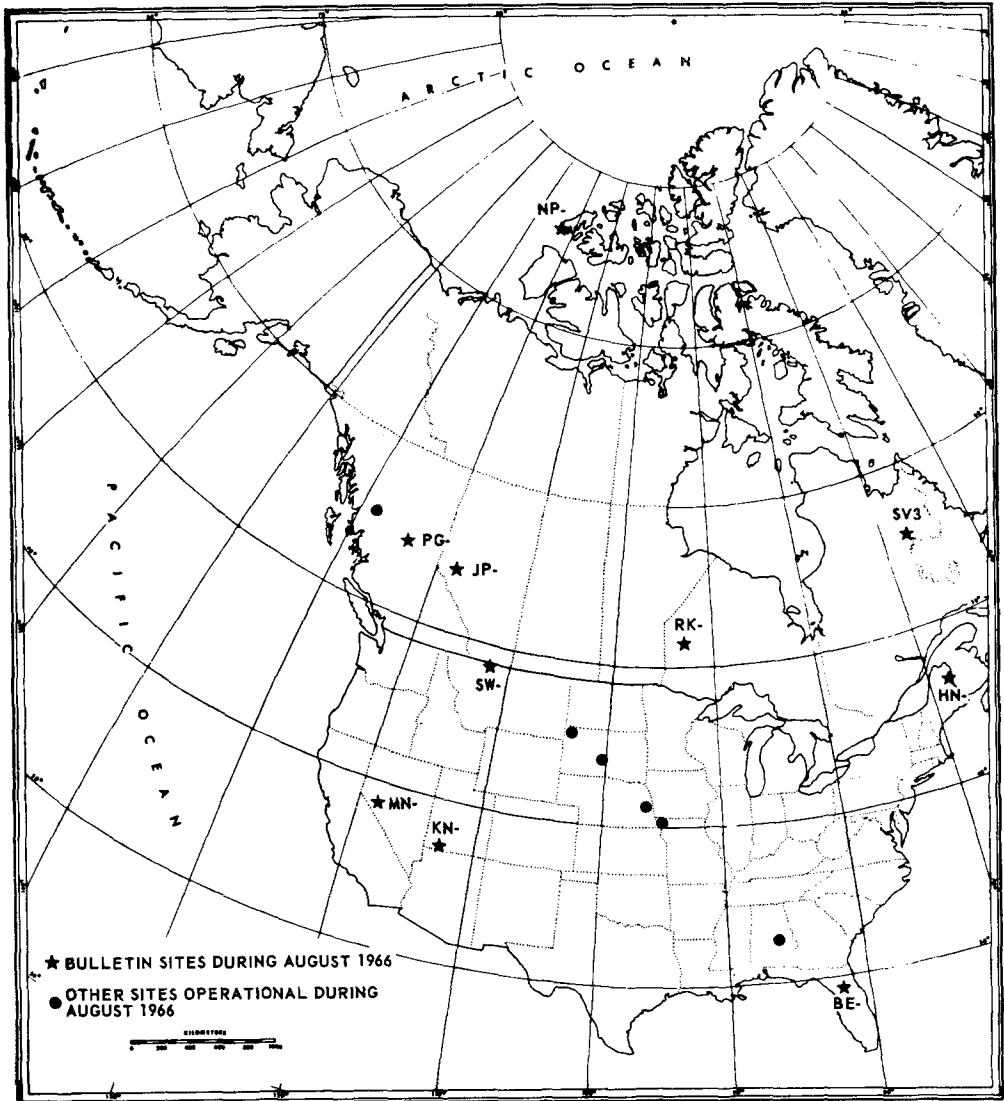 ARCTIC OCEAN
NP-
SV3
PG-
JP-
RK-
SW-
HN-
PACIFIC OCEAN
MN-
KN-
BE-
★ BULLETIN SITES DURING AUGUST 1966
● OTHER SITES OPERATIONAL DURING
AUGUST 1966
KILOMETERS